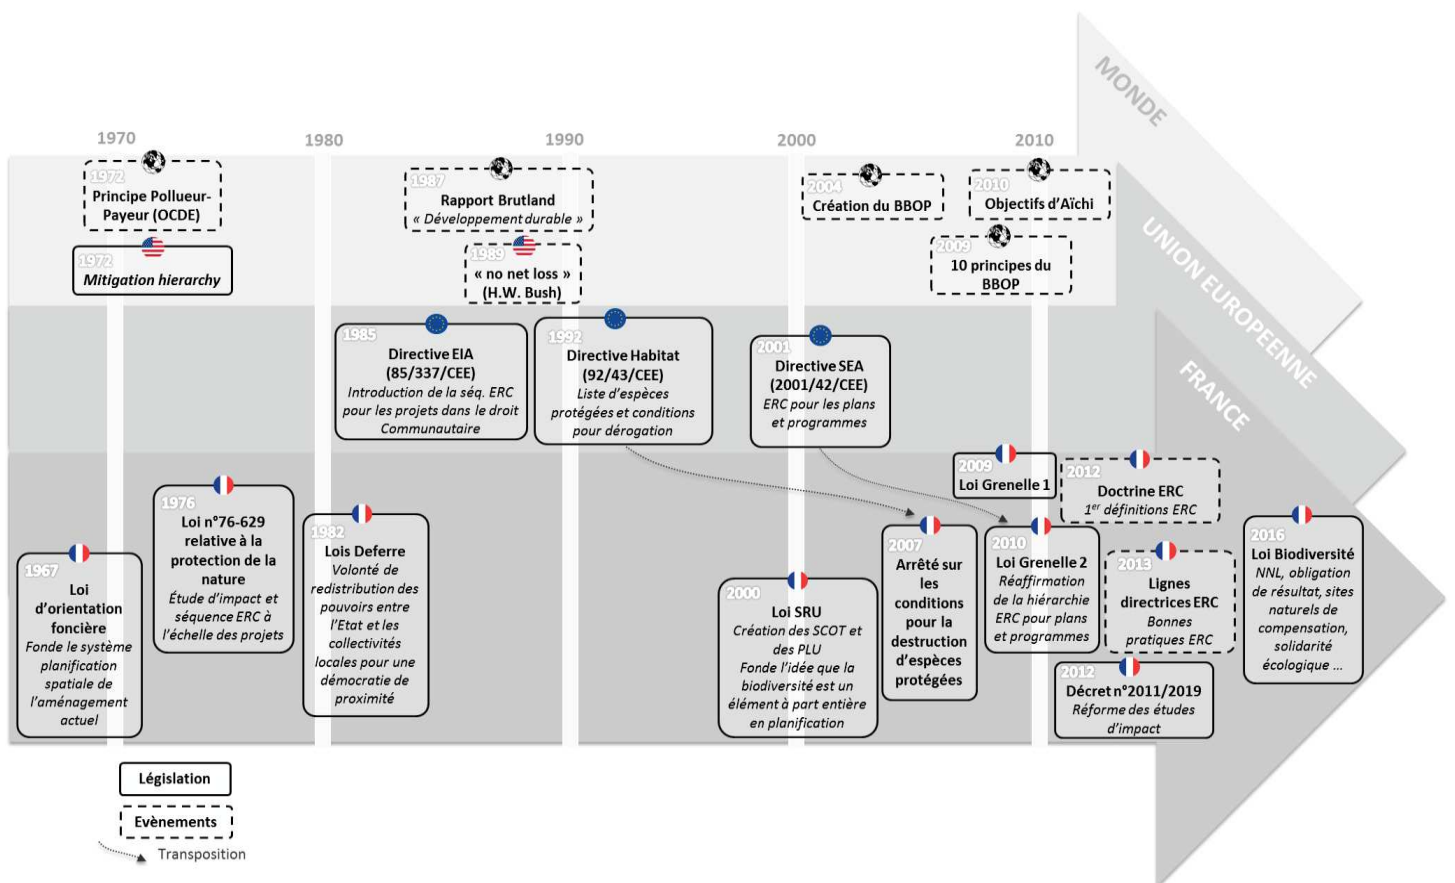 MONDE
UNION EUROPEENNE
FRANCE
1970
1980
1990
2000
2010
1972
Principe Pollueur-
Payeur (OCDE)
1972
Mitigation hierarchy
1987
Rapport Brutland
« Développement durable »
1989
« no net loss »
(H.W. Bush)
2004
Création du BBOP
2010
Objectifs d'Aïchi
2009
10 principes du
BBOP
1985
Directive EIA
(85/337/CEE)
Introduction de la séq. ERC
pour les projets dans le droit
Communautaire
1992
Directive Habitat
(92/43/CEE)
Liste d'espèces
protégées et conditions
pour dérogation
2001
Directive SEA
(2001/42/CEE)
ERC pour les plans
et programmes
1967
Loi
d'orientation
foncière
Fonde le système
planification
spatiale de
l'aménagement
actuel
1976
Loi n°76-629
relative à la
protection de la
nature
Étude d'impact et
séquence ERC à
l'échelle des projets
1982
Lois Deferre
Volonté de
redistribution des
pouvoirs entre
l'Etat et les
collectivités
locales pour une
démocratie de
proximité
2000
Loi SRU
Création des SCOT et
des PLU
Fonde l'idée que la
biodiversité est un
élément à part entière
en planification
2007
Arrêté sur
les
conditions
pour la
destruction
d'espèces
protégées
2009
Loi Grenelle 1
2010
Loi Grenelle 2
Réaffirmation
de la hiérarchie
ERC pour plans
et programmes
2012
Doctrine ERC
1er définitions ERC
2013
Lignes
directrices ERC
Bonnes
pratiques ERC
2012
Décret n°2011/2019
Réforme des études
d'impact
2016
Loi Biodiversité
NNL, obligation
de résultat, sites
naturels de
compensation,
solidarité
écologique ...
Législation
Evènements
Transposition